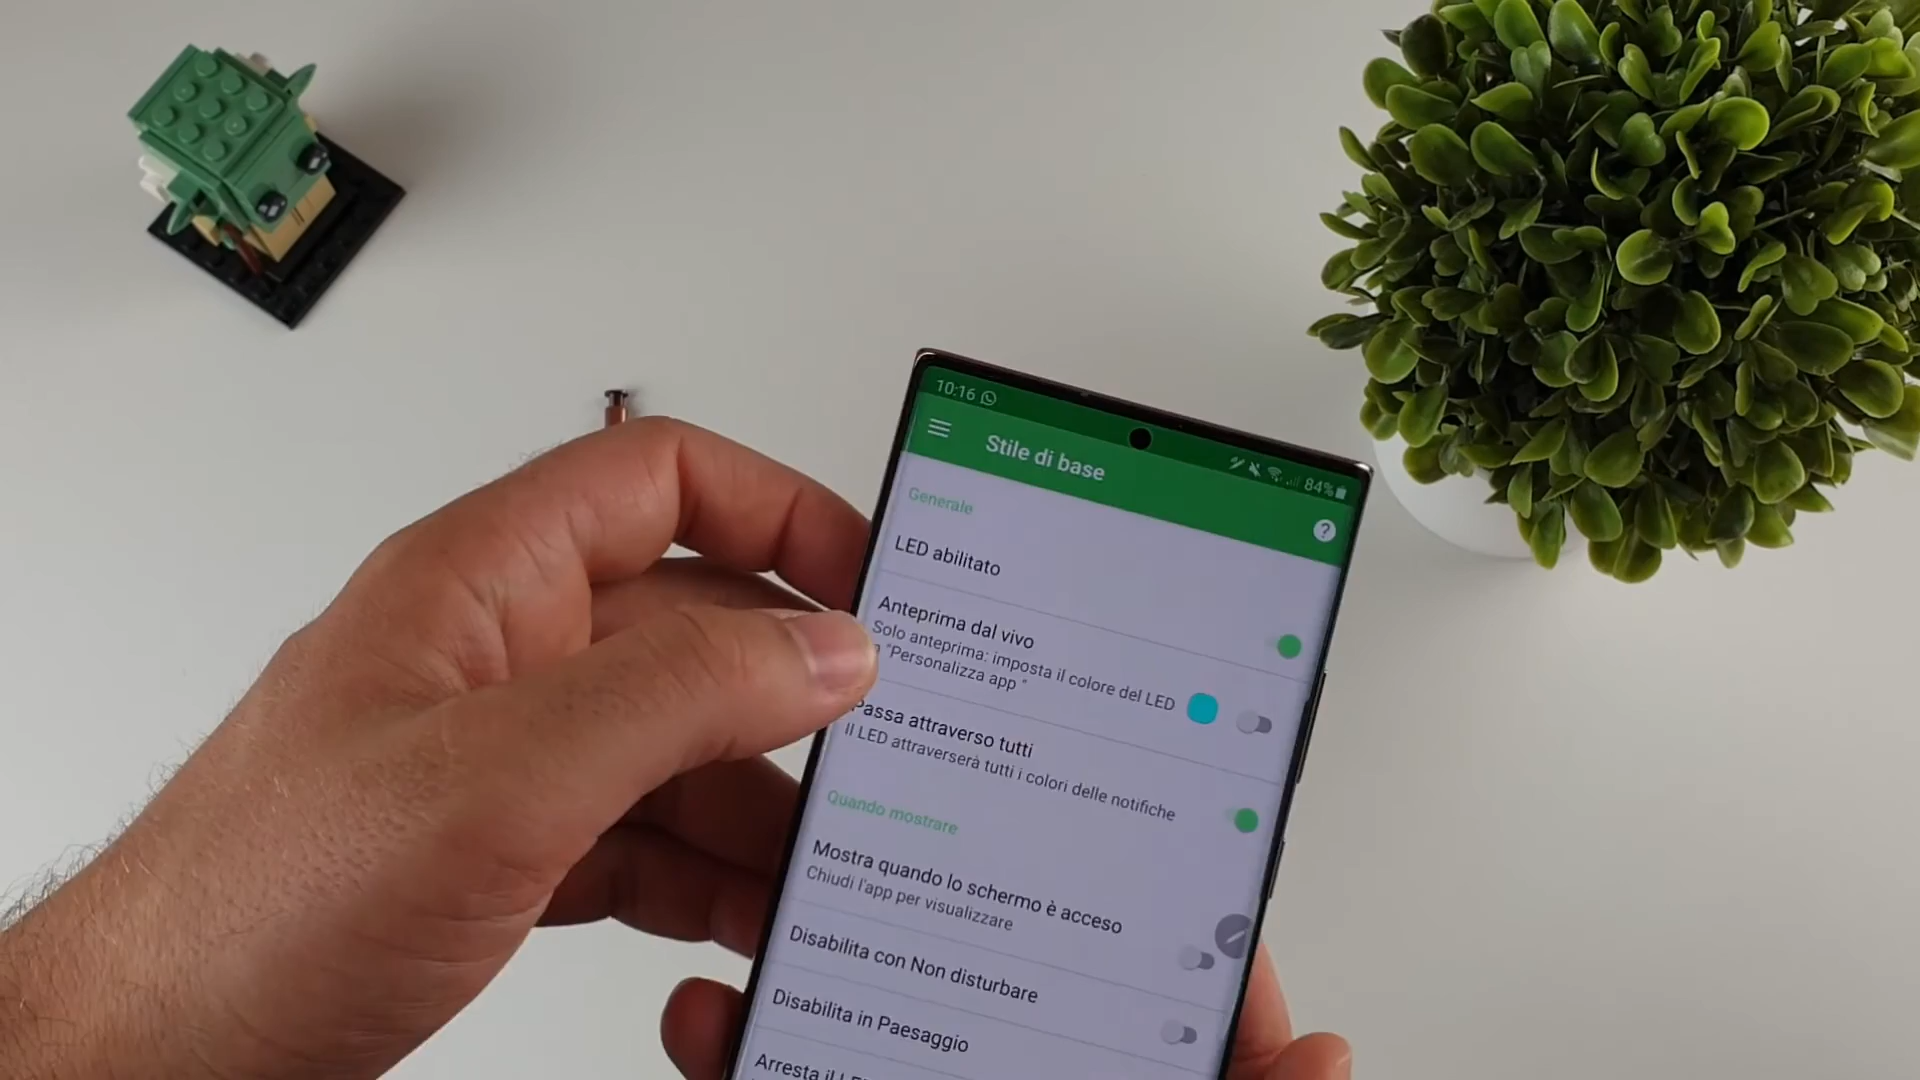 10:16
84%
Stile di base
?
Generale
LED abilitato
Anteprima dal vivo
Solo anteprima: imposta il colore del LED
"Personalizza app "
Passa attraverso tutti
Il LED attraverserà tutti i colori delle notifiche
Quando mostrare
Mostra quando lo schermo è acceso
Chiudi l'app per visualizzare
Disabilita con Non disturbare
Disabilita in Paesaggio
Arresta il